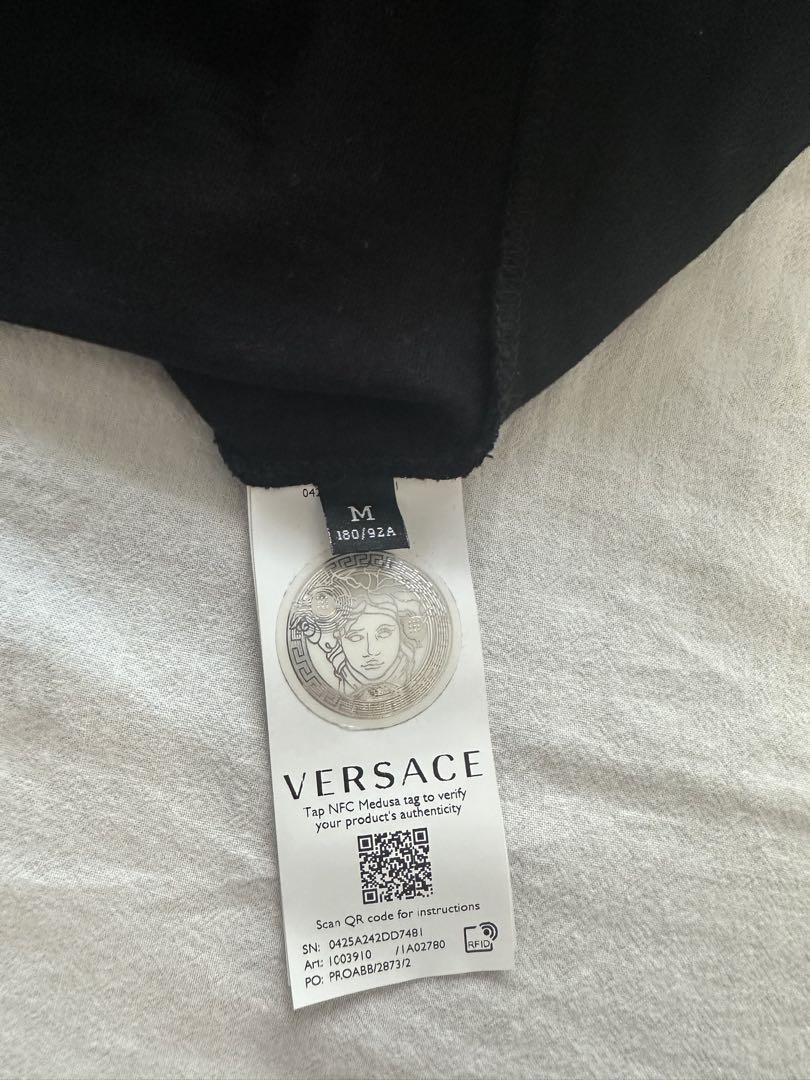 M
180/92A
VERSACE
Tap NFC Medusa tag to verify
your product's authenticity
Scan QR code for instructions
SN: 0425A242DD7481
Art: 1003910 /1A02780
PO: PROABB/2873/2
RFID